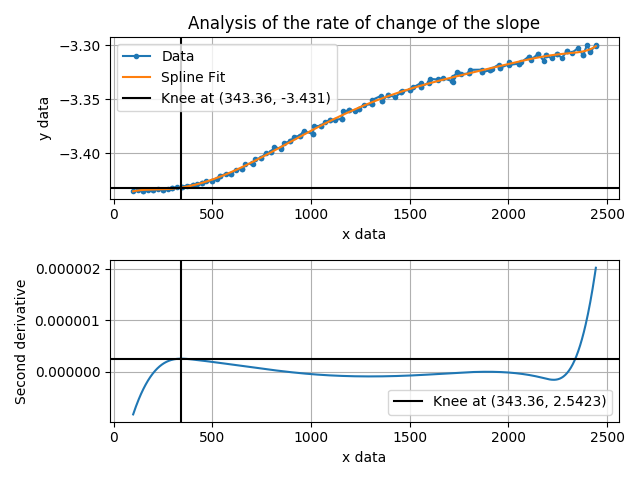 Analysis of the rate of change of the slope
−3.30
−3.35
−3.40
y data
Data
Spline Fit
Knee at (343.36, -3.431)
0 500 1000 1500 2000 2500
x data
0.000002
0.000001
0.000000
Second derivative
Knee at (343.36, 2.5423)
0 500 1000 1500 2000 2500
x data